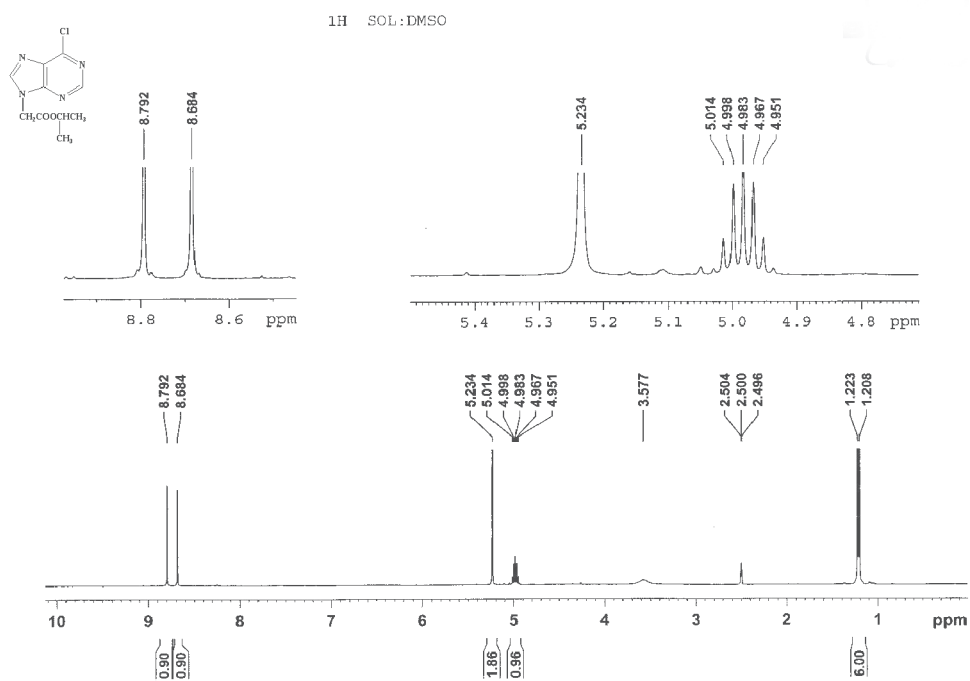 1H SOL:DMSO
Cl
N
N
N
N
CH2COOCHCH3
CH3
8.792
8.684
5.234
5.014
4.998
4.983
4.967
4.951
8.8 8.6 ppm
5.4 5.3 5.2 5.1 5.0 4.9 4.8 ppm
8.792
8.684
5.234
5.014
4.998
4.983
4.967
4.951
3.577
2.504
2.500
2.496
1.223
1.208
10 9 8 7 6 5 4 3 2 1 ppm
0.90
0.90
1.86
0.96
6.00